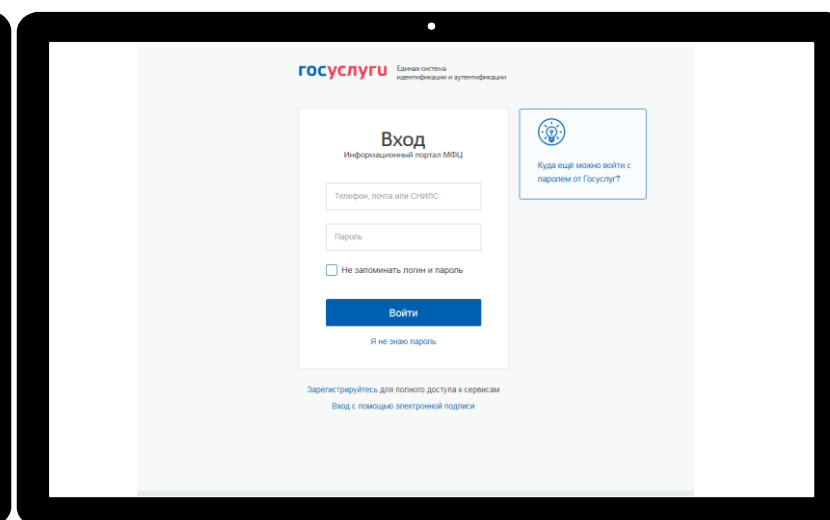 госуслуги
Единая система
идентификации и аутентификации
Вход
Информационный портал МФЦ
Телефон, почта или СНИЛС
Пароль
Не запоминать логин и пароль
Войти
Я не знаю пароль
Куда ещё можно войти с
паролем от Госуслуг?
Зарегистрируйтесь для полного доступа к сервисам
Вход с помощью электронной подписи